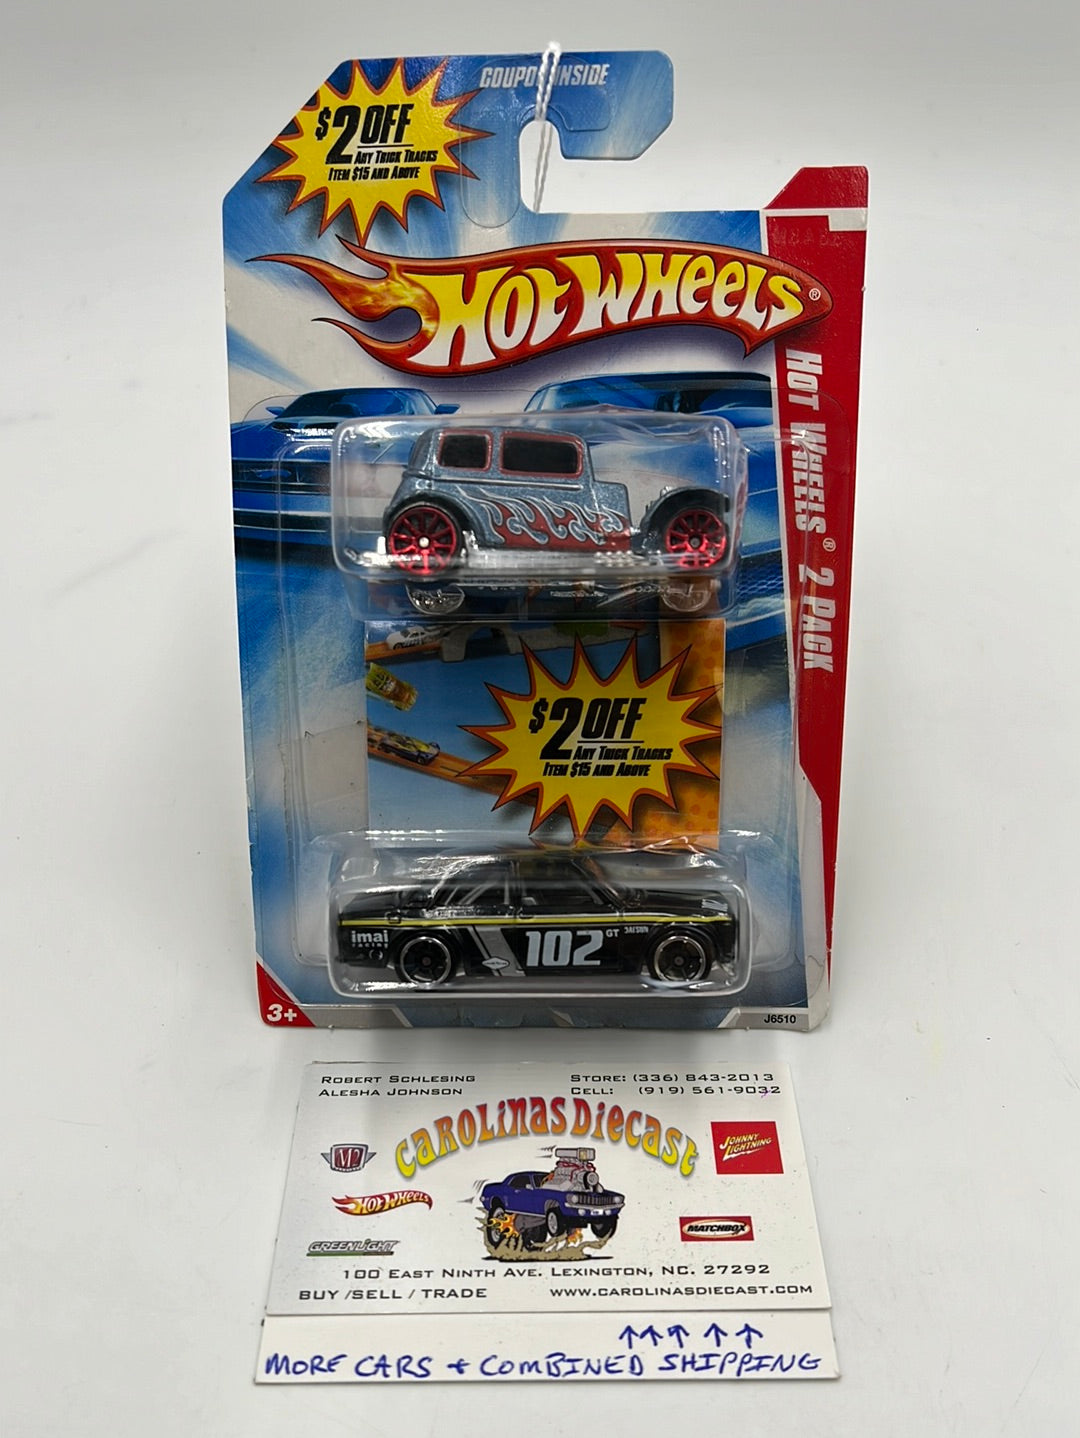 COUPON INSIDE
$2 OFF
ANY TRICK TRACKS
ITEM $15 AND ABOVE
HOT WHEELS®
HOT WHEELS® 2 PACK
$2 OFF
ANY TRICK TRACKS
ITEM $15 AND ABOVE
imai
racing
102
GT
DATSUN
3+
J6510
ROBERT SCHLESING
ALESHA JOHNSON
STORE: (336) 843-2013
CELL: (919) 561-9032
CAROLINAS DIECAST
M2
JOHNNY LIGHTNING
HOT WHEELS
MATCHBOX
GREENLIGHT
100 EAST NINTH AVE. LEXINGTON, NC. 27292
BUY /SELL / TRADE
WWW.CAROLINASDIECAST.COM
↑↑↑ ↑↑
MORE CARS + COMBINED SHIPPING